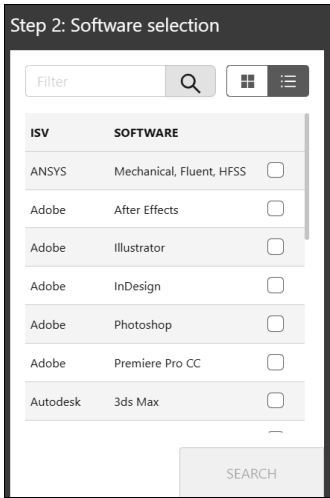 Step 2: Software selection
Filter
ISV SOFTWARE
ANSYS Mechanical, Fluent, HFSS
Adobe After Effects
Adobe Illustrator
Adobe InDesign
Adobe Photoshop
Adobe Premiere Pro CC
Autodesk 3ds Max
SEARCH